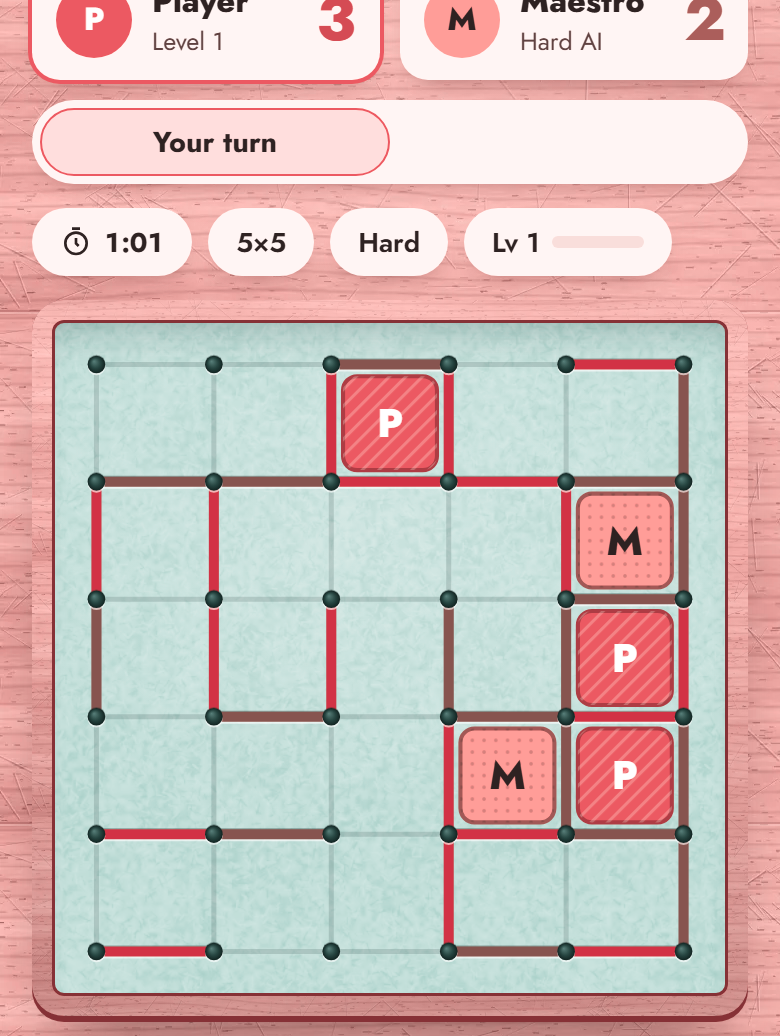 P
Player
Level 1
3
M
Maestro
Hard AI
2
Your turn
1:01
5×5
Hard
Lv 1
P
M
P
M
P